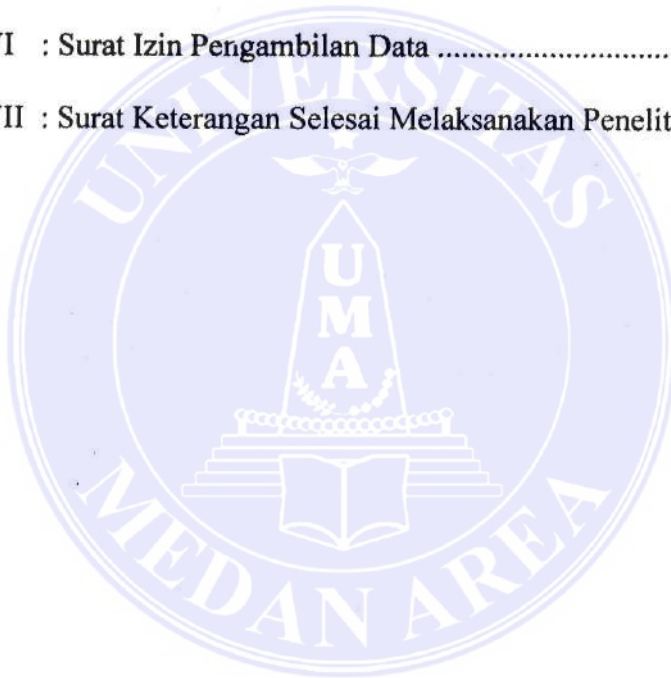 VI : Surat Izin Pengambilan Data ............................
VII : Surat Keterangan Selesai Melaksanakan Penelit
UNIVERSITAS
UMA
MEDAN AREA